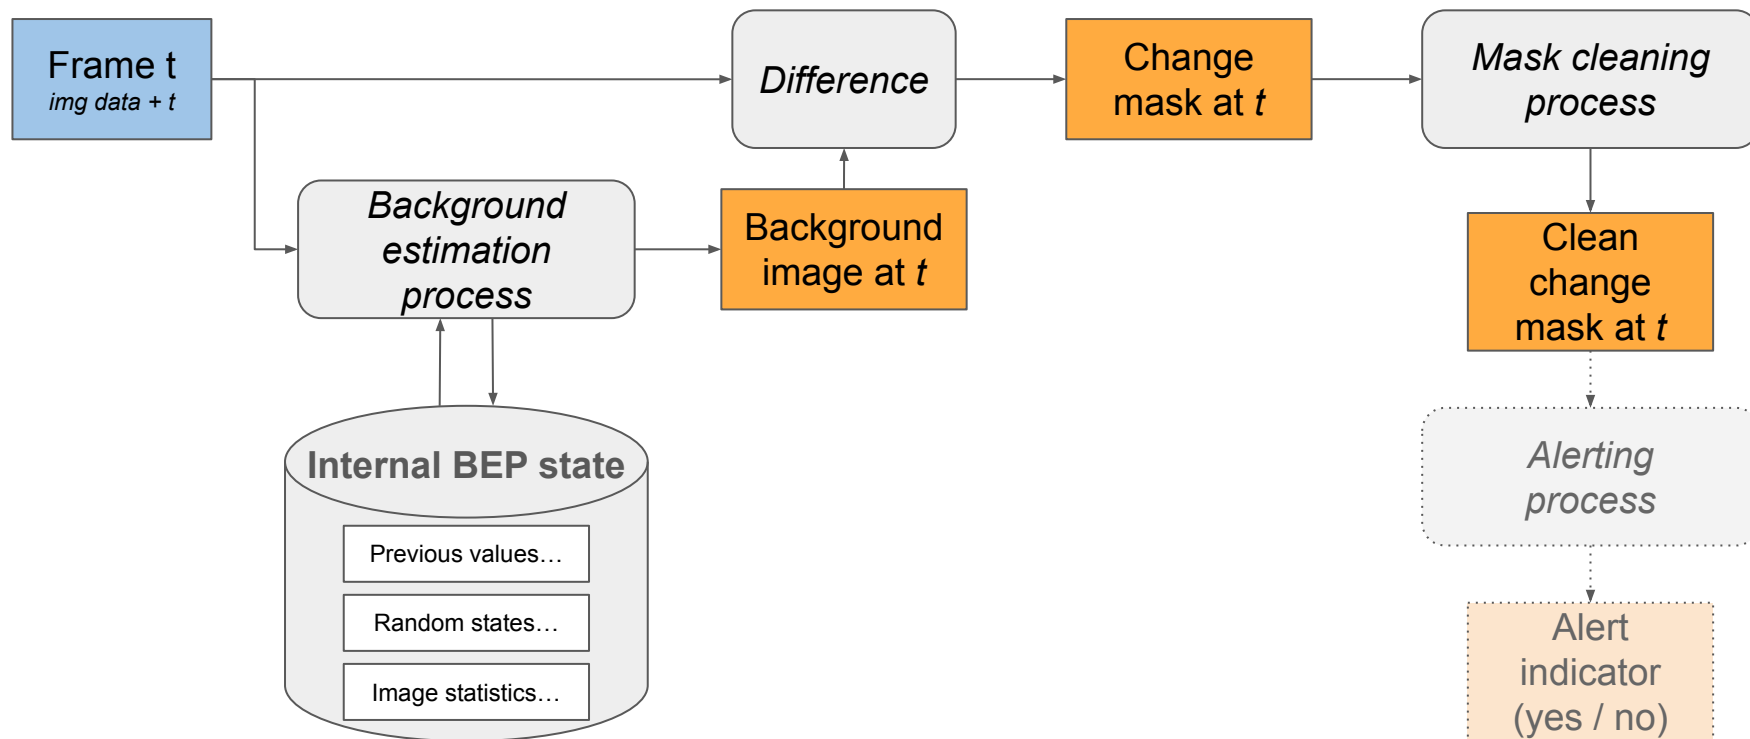 Frame t
img data + t
Difference
Change
mask at t
Mask cleaning
process
Background
estimation
process
Background
image at t
Clean
change
mask at t
Internal BEP state
Previous values…
Random states…
Image statistics…
Alerting
process
Alert
indicator
(yes / no)